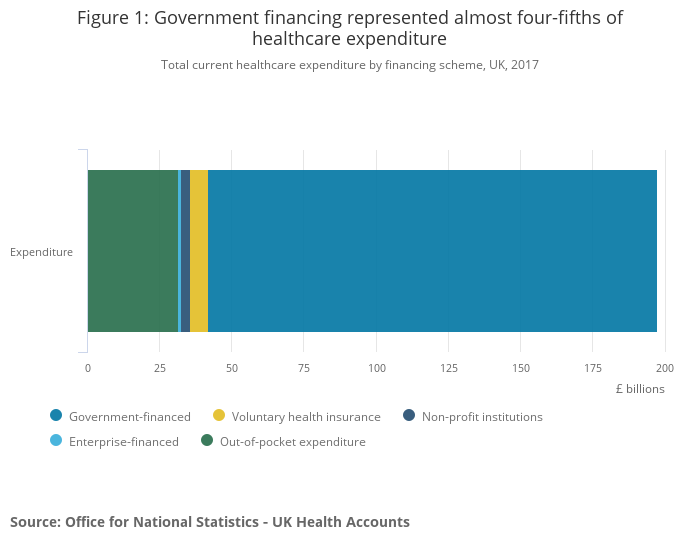 Figure 1: Government financing represented almost four-fifths of
healthcare expenditure
Total current healthcare expenditure by financing scheme, UK, 2017
Expenditure
0 25 50 75 100 125 150 175 200
£ billions
Government-financed Voluntary health insurance Non-profit institutions
Enterprise-financed Out-of-pocket expenditure
Source: Office for National Statistics - UK Health Accounts